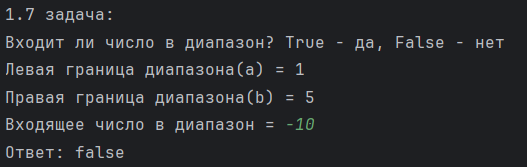 1.7 задача:
Входит ли число в диапазон? True - да, False - нет
Левая граница диапазона(a) = 1
Правая граница диапазона(b) = 5
Входящее число в диапазон = -10
Ответ: false